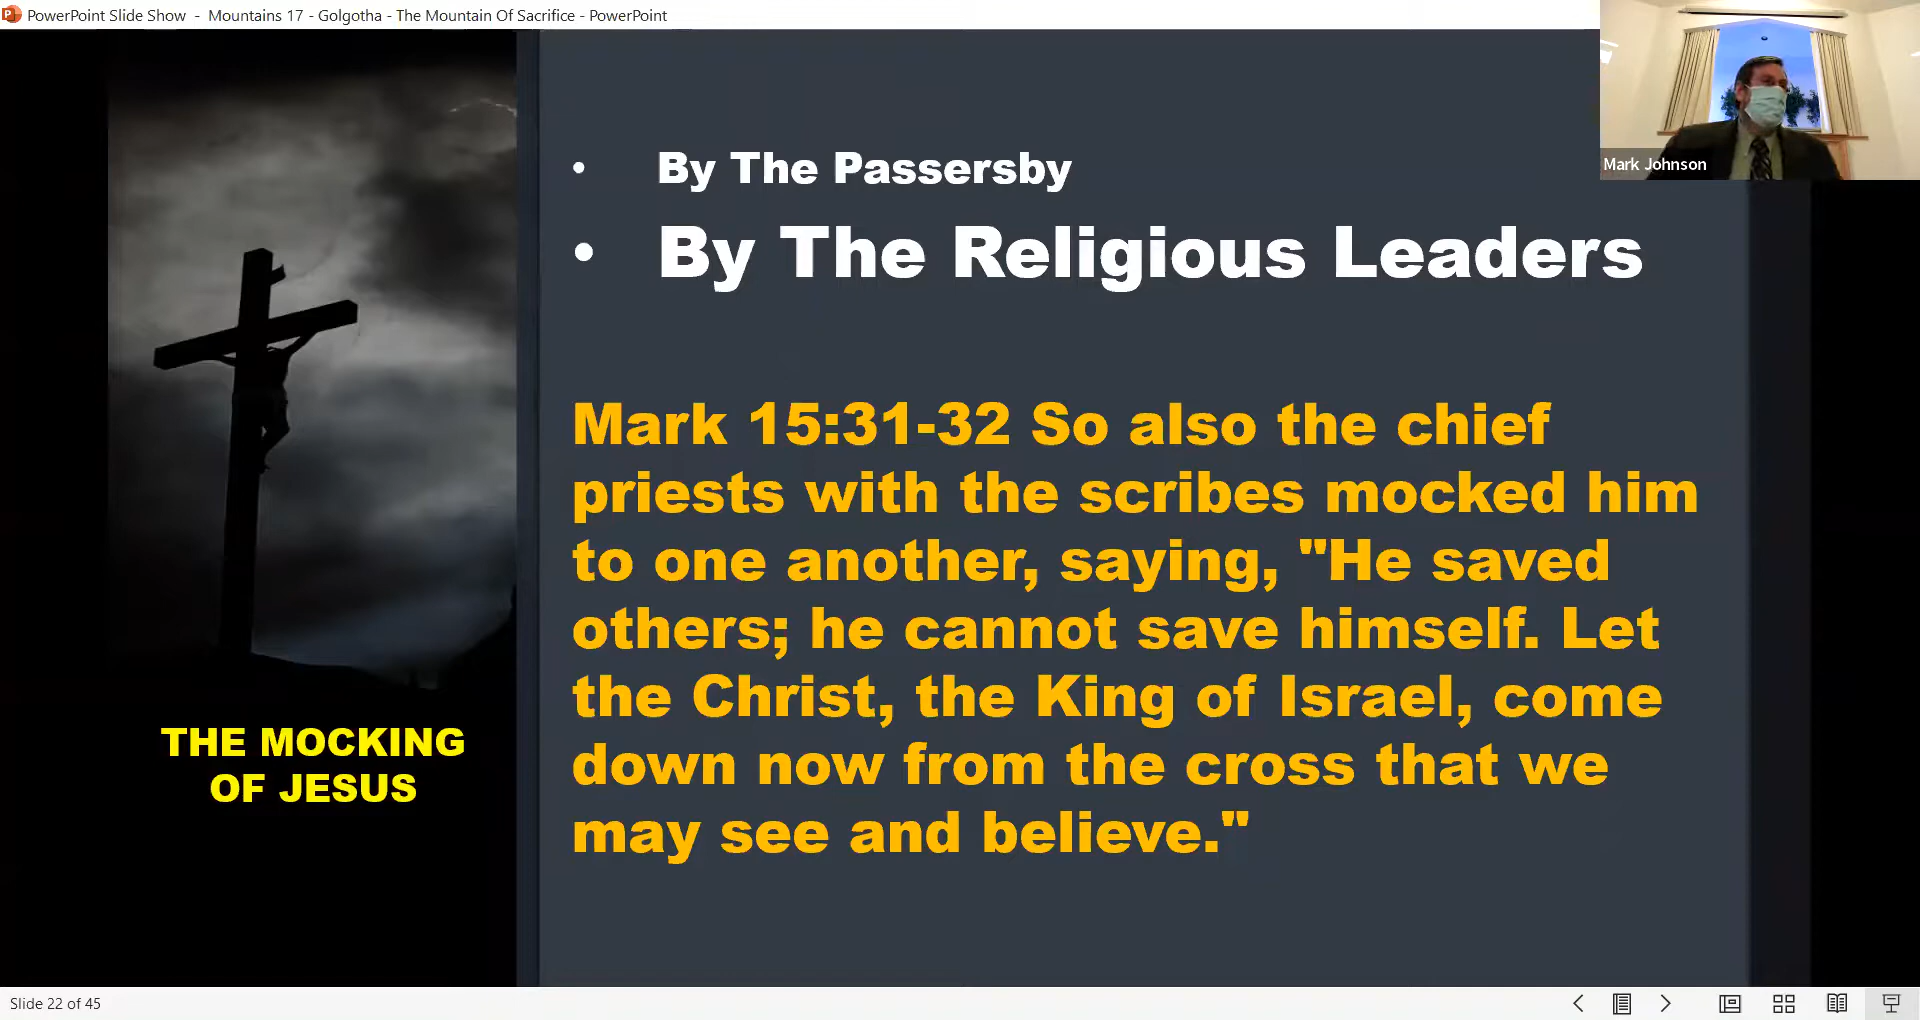 PowerPoint Slide Show - Mountains 17 - Golgotha - The Mountain Of Sacrifice - PowerPoint
Mark Johnson
• By The Passersby
• By The Religious Leaders
Mark 15:31-32 So also the chief
priests with the scribes mocked him
to one another, saying, "He saved
others; he cannot save himself. Let
the Christ, the King of Israel, come
down now from the cross that we
may see and believe."
THE MOCKING
OF JESUS
Slide 22 of 45